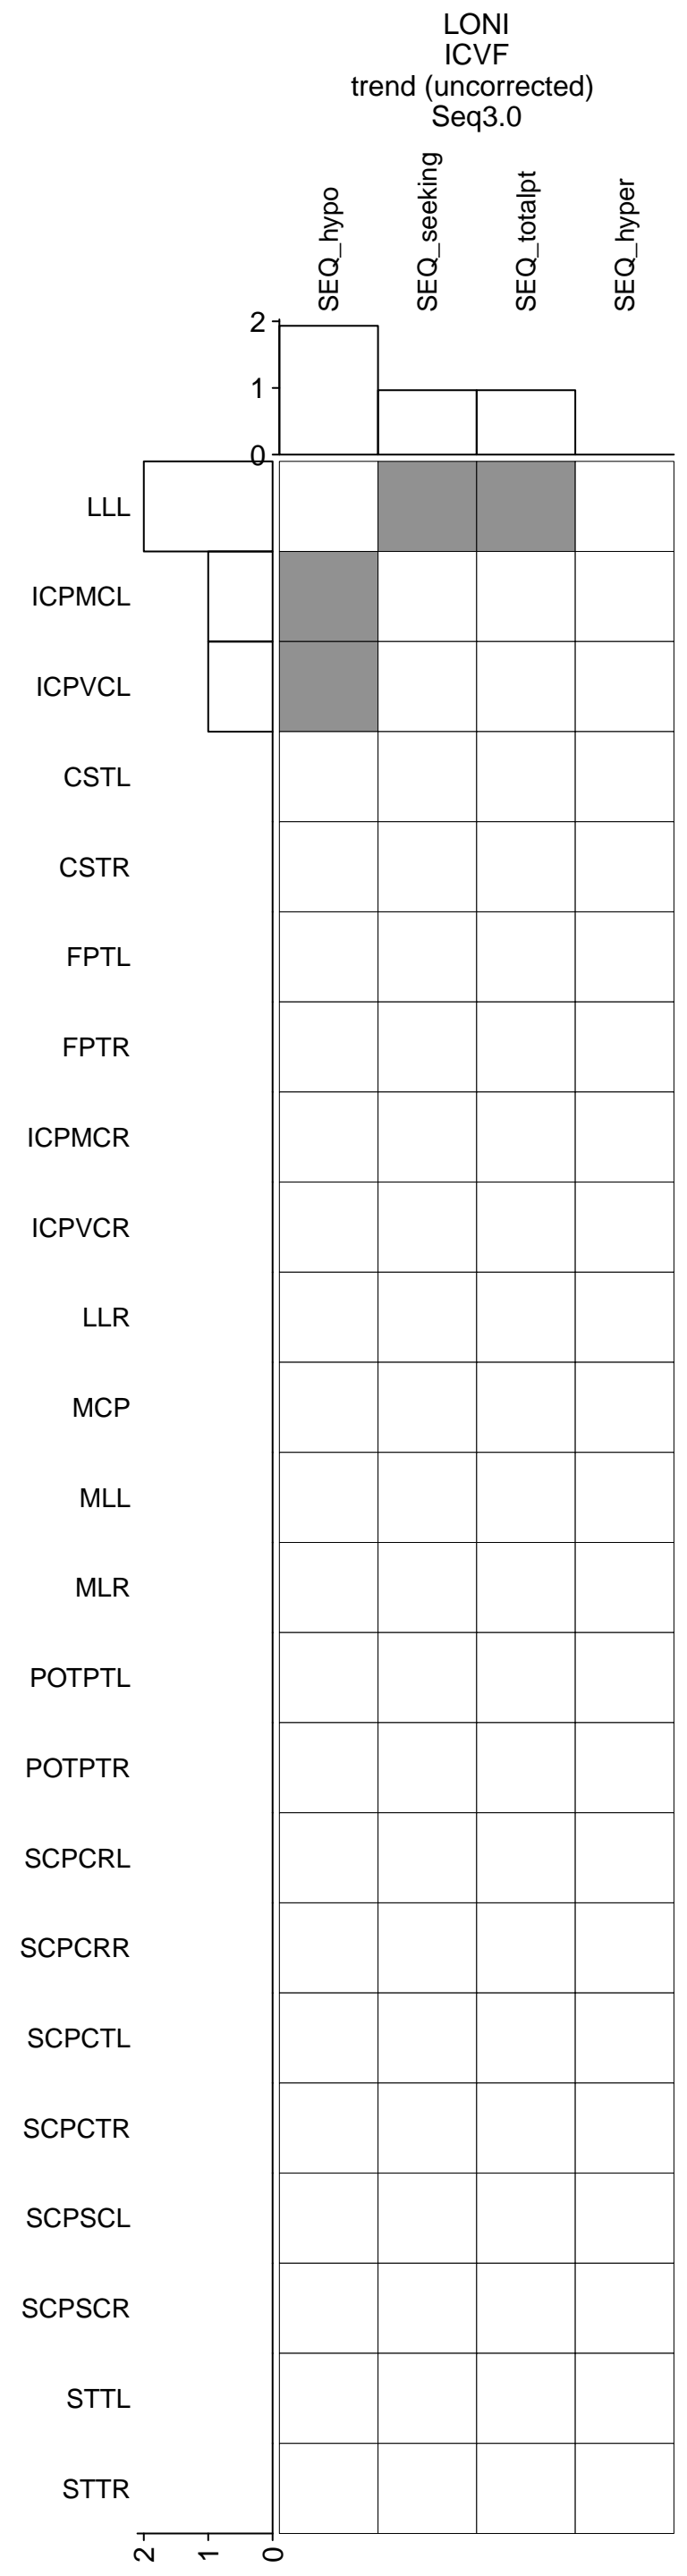 LONI
ICVF
trend (uncorrected)
Seq3.0
SEQ_hypo
SEQ_seeking
SEQ_totalpt
SEQ_hyper
2
1
0
LLL
ICPMCL
ICPVCL
CSTL
CSTR
FPTL
FPTR
ICPMCR
ICPVCR
LLR
MCP
MLL
MLR
POTPTL
POTPTR
SCPCRL
SCPCRR
SCPCTL
SCPCTR
SCPSCL
SCPSCR
STTL
STTR
2 1 0